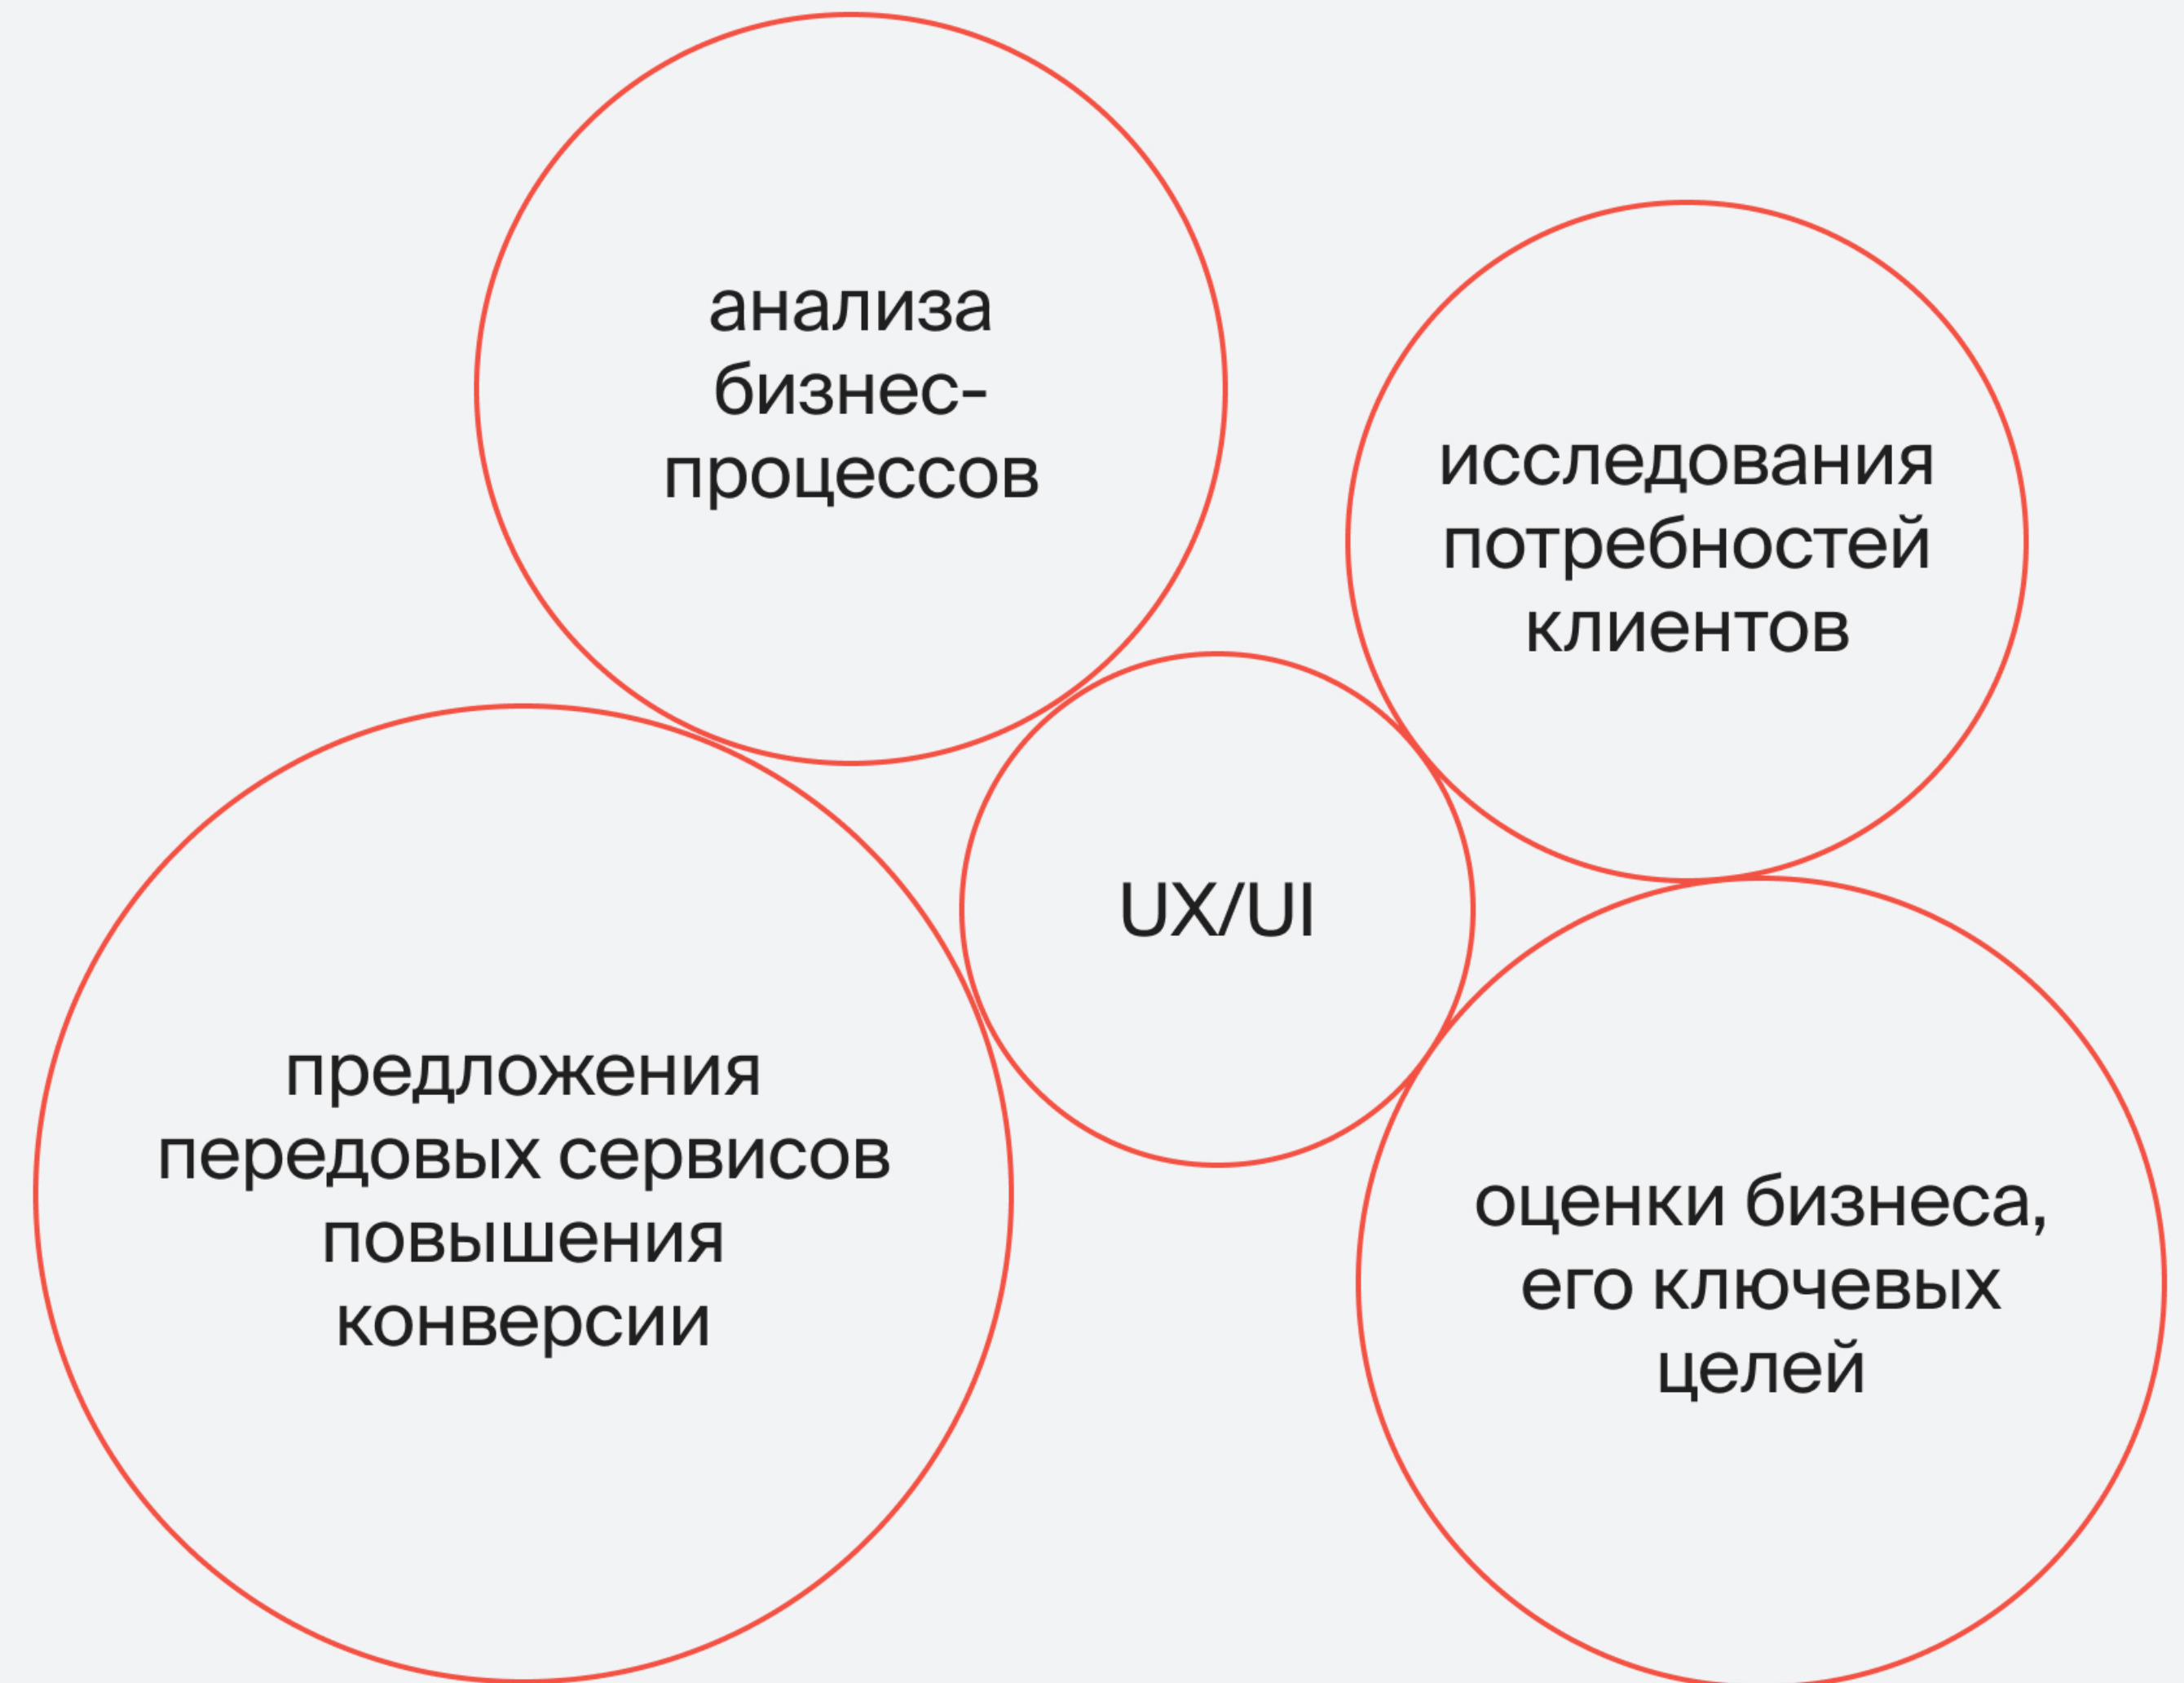 анализа
бизнес-
процессов
исследования
потребностей
клиентов
UX/UI
предложения
передовых сервисов
повышения
конверсии
оценки бизнеса,
его ключевых
целей